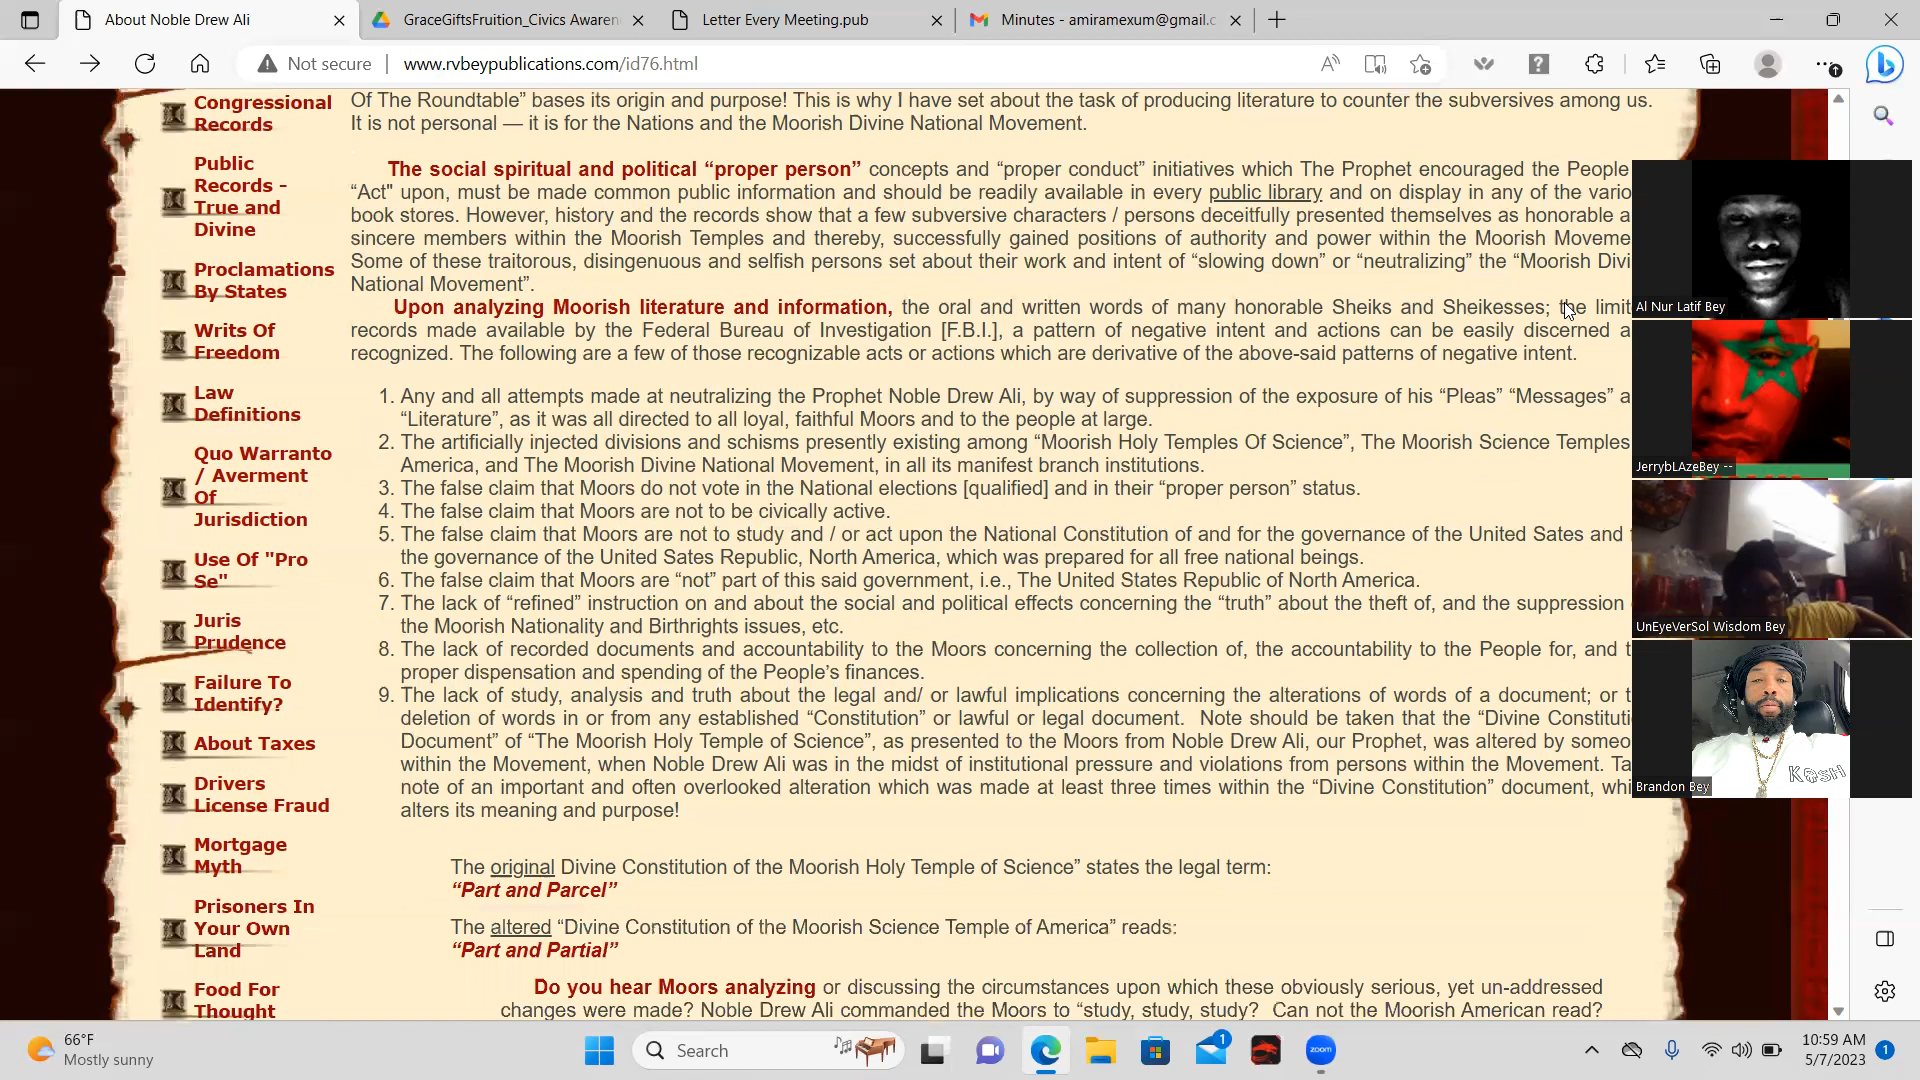 About Noble Drew Ali
GraceGiftsFruition_Civics Awaren
Letter Every Meeting.pub
Minutes - amiramexum@gmail.c
Not secure
www.rvbeypublications.com/id76.html
Congressional
Records
Public
Records -
True and
Divine
Proclamations
By States
Writs Of
Freedom
Law
Definitions
Quo Warranto
/ Averment
Of
Jurisdiction
Use Of "Pro
Se"
Juris
Prudence
Failure To
Identify?
About Taxes
Drivers
License Fraud
Mortgage
Myth
Prisoners In
Your Own
Land
Food For
Thought
Of The Roundtable” bases its origin and purpose! This is why I have set about the task of producing literature to counter the subversives among us.
It is not personal — it is for the Nations and the Moorish Divine National Movement.
The social spiritual and political “proper person” concepts and “proper conduct” initiatives which The Prophet encouraged the People
“Act" upon, must be made common public information and should be readily available in every public library and on display in any of the vario
book stores. However, history and the records show that a few subversive characters / persons deceitfully presented themselves as honorable a
sincere members within the Moorish Temples and thereby, successfully gained positions of authority and power within the Moorish Moveme
Some of these traitorous, disingenuous and selfish persons set about their work and intent of “slowing down” or “neutralizing” the “Moorish Divi
National Movement”.
Upon analyzing Moorish literature and information, the oral and written words of many honorable Sheiks and Sheikesses; the limit
records made available by the Federal Bureau of Investigation [F.B.I.], a pattern of negative intent and actions can be easily discerned a
recognized. The following are a few of those recognizable acts or actions which are derivative of the above-said patterns of negative intent.
1. Any and all attempts made at neutralizing the Prophet Noble Drew Ali, by way of suppression of the exposure of his “Pleas” “Messages” a
“Literature”, as it was all directed to all loyal, faithful Moors and to the people at large.
2. The artificially injected divisions and schisms presently existing among “Moorish Holy Temples Of Science”, The Moorish Science Temples
America, and The Moorish Divine National Movement, in all its manifest branch institutions.
3. The false claim that Moors do not vote in the National elections [qualified] and in their “proper person” status.
4. The false claim that Moors are not to be civically active.
5. The false claim that Moors are not to study and / or act upon the National Constitution of and for the governance of the United Sates and f
the governance of the United Sates Republic, North America, which was prepared for all free national beings.
6. The false claim that Moors are “not” part of this said government, i.e., The United States Republic of North America.
7. The lack of “refined” instruction on and about the social and political effects concerning the “truth” about the theft of, and the suppression
the Moorish Nationality and Birthrights issues, etc.
8. The lack of recorded documents and accountability to the Moors concerning the collection of, the accountability to the People for, and t
proper dispensation and spending of the People’s finances.
9. The lack of study, analysis and truth about the legal and/ or lawful implications concerning the alterations of words of a document; or t
deletion of words in or from any established “Constitution” or lawful or legal document. Note should be taken that the “Divine Constituti
Document” of “The Moorish Holy Temple of Science”, as presented to the Moors from Noble Drew Ali, our Prophet, was altered by someo
within the Movement, when Noble Drew Ali was in the midst of institutional pressure and violations from persons within the Movement. Ta
note of an important and often overlooked alteration which was made at least three times within the “Divine Constitution” document, whi
alters its meaning and purpose!
The original Divine Constitution of the Moorish Holy Temple of Science” states the legal term:
“Part and Parcel”
The altered “Divine Constitution of the Moorish Science Temple of America” reads:
“Part and Partial”
Do you hear Moors analyzing or discussing the circumstances upon which these obviously serious, yet un-addressed
changes were made? Noble Drew Ali commanded the Moors to “study, study, study? Can not the Moorish American read?
Al Nur Latif Bey
JerrybLAzeBey --
UnEyeVerSol Wisdom Bey
KOSH
Brandon Bey
66°F
Mostly sunny
Search
1
zoom
10:59 AM
5/7/2023
1